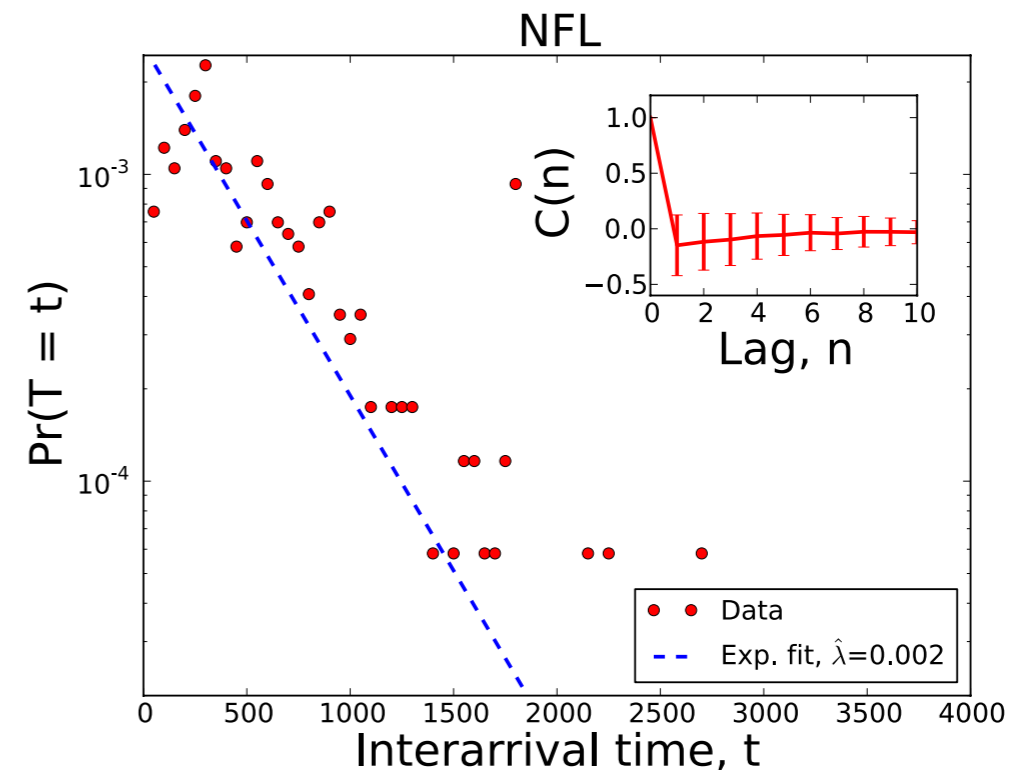 NFL
Pr(T = t)
10⁻³
10⁻⁴
0 500 1000 1500 2000 2500 3000 3500 4000
Interarrival time, t
C(n)
1.0
0.5
0.0
−0.5
0 2 4 6 8 10
Lag, n
Data
Exp. fit, λ̂=0.002